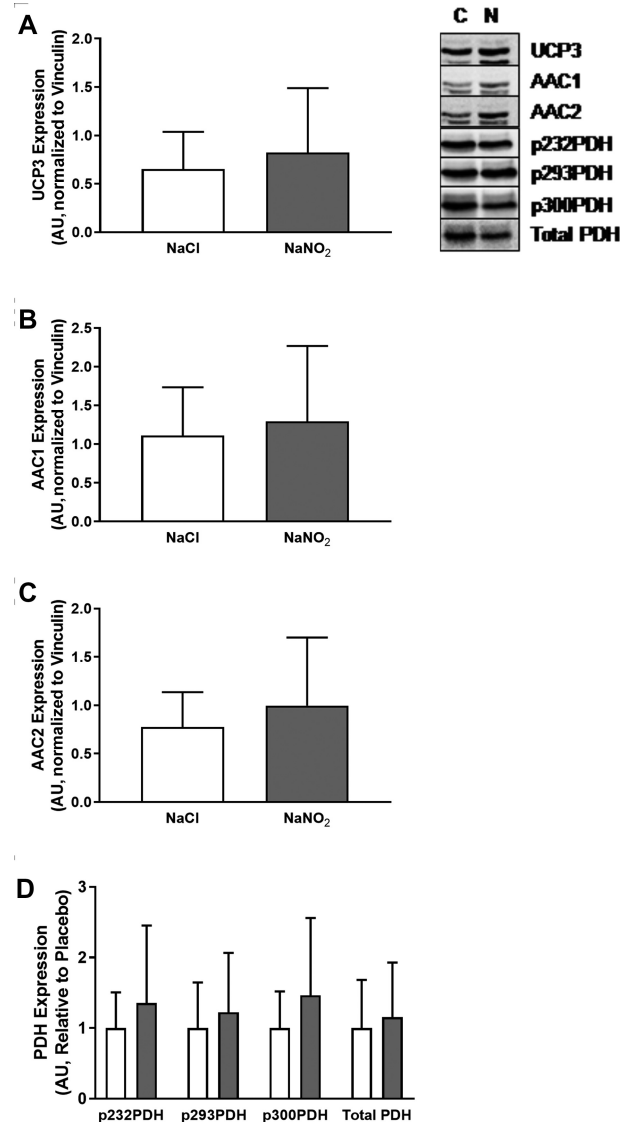 A
UCP3 Expression
(AU, normalized to Vinculin)
2.0
1.5
1.0
0.5
0.0
NaCl
NaNO₂
C N
UCP3
AAC1
AAC2
p232PDH
p293PDH
p300PDH
Total PDH
B
AAC1 Expression
(AU, normalized to Vinculin)
2.5
2.0
1.5
1.0
0.5
0.0
NaCl
NaNO₂
C
AAC2 Expression
(AU, normalized to Vinculin)
2.0
1.5
1.0
0.5
0.0
NaCl
NaNO₂
D
PDH Expression
(AU, Relative to Placebo)
3
2
1
0
p232PDH
p293PDH
p300PDH
Total PDH